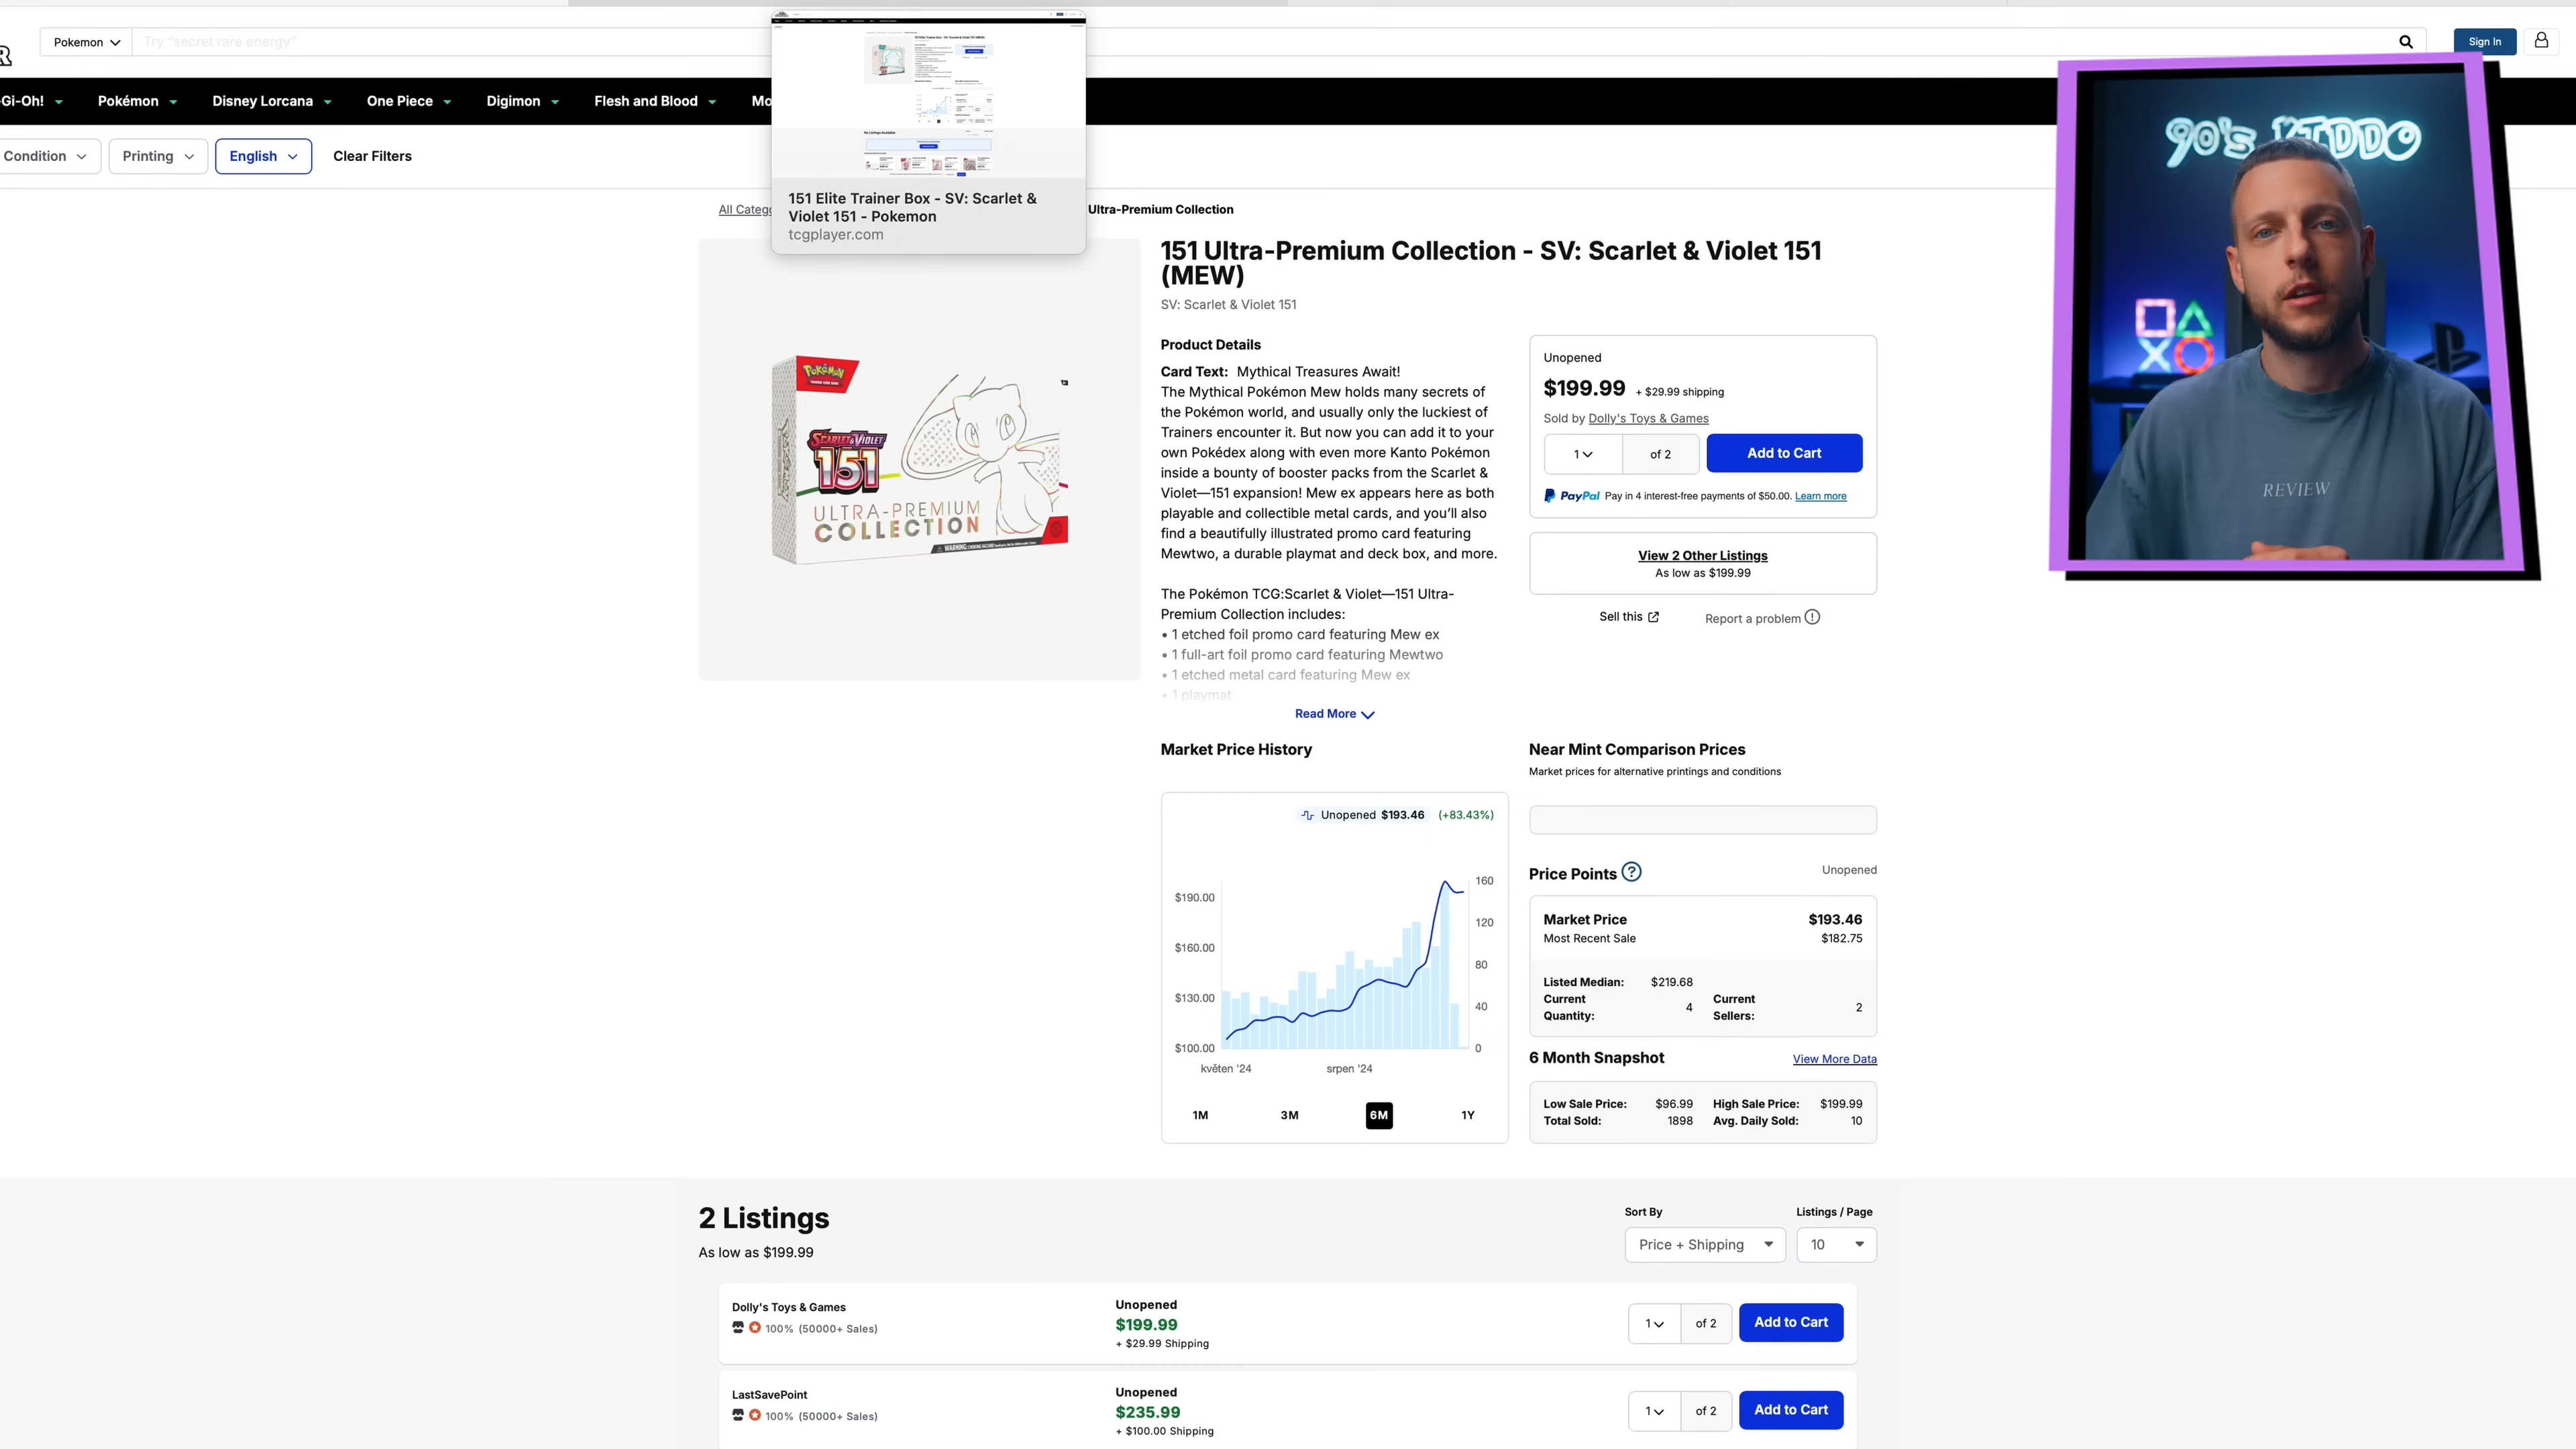 Pokemon
Try "secret rare energy"
Sign In
-Gi-Oh!
Pokémon
Disney Lorcana
One Piece
Digimon
Flesh and Blood
Mo
Condition
Printing
English
Clear Filters
151 Elite Trainer Box - SV: Scarlet &
Violet 151 - Pokemon
tcgplayer.com
All Catego
Ultra-Premium Collection
90's KIDDO
REVIEW
Pokémon
SCARLET & VIOLET
151
ULTRA-PREMIUM
COLLECTION
151 Ultra-Premium Collection - SV: Scarlet & Violet 151
(MEW)
SV: Scarlet & Violet 151
Product Details
Card Text: Mythical Treasures Await!
The Mythical Pokémon Mew holds many secrets of
the Pokémon world, and usually only the luckiest of
Trainers encounter it. But now you can add it to your
own Pokédex along with even more Kanto Pokémon
inside a bounty of booster packs from the Scarlet &
Violet—151 expansion! Mew ex appears here as both
playable and collectible metal cards, and you'll also
find a beautifully illustrated promo card featuring
Mewtwo, a durable playmat and deck box, and more.
The Pokémon TCG:Scarlet & Violet—151 Ultra-
Premium Collection includes:
• 1 etched foil promo card featuring Mew ex
• 1 full-art foil promo card featuring Mewtwo
• 1 etched metal card featuring Mew ex
• 1 playmat
Read More
Unopened
$199.99 + $29.99 shipping
Sold by Dolly's Toys & Games
1 of 2 Add to Cart
PayPal Pay in 4 interest-free payments of $50.00. Learn more
View 2 Other Listings
As low as $199.99
Sell this
Report a problem
Market Price History
Unopened $193.46 (+83.43%)
$190.00
$160.00
$130.00
$100.00
160
120
80
40
0
květen '24
srpen '24
1M 3M 6M 1Y
Near Mint Comparison Prices
Market prices for alternative printings and conditions
Price Points ? Unopened
Market Price $193.46
Most Recent Sale $182.75
Listed Median: $219.68
Current Quantity: 4
Current Sellers: 2
6 Month Snapshot View More Data
Low Sale Price: $96.99 High Sale Price: $199.99
Total Sold: 1898 Avg. Daily Sold: 10
2 Listings
As low as $199.99
Sort By
Price + Shipping
Listings / Page
10
Dolly's Toys & Games
100% (50000+ Sales)
Unopened
$199.99
+ $29.99 Shipping
1 of 2 Add to Cart
LastSavePoint
100% (50000+ Sales)
Unopened
$235.99
+ $100.00 Shipping
1 of 2 Add to Cart